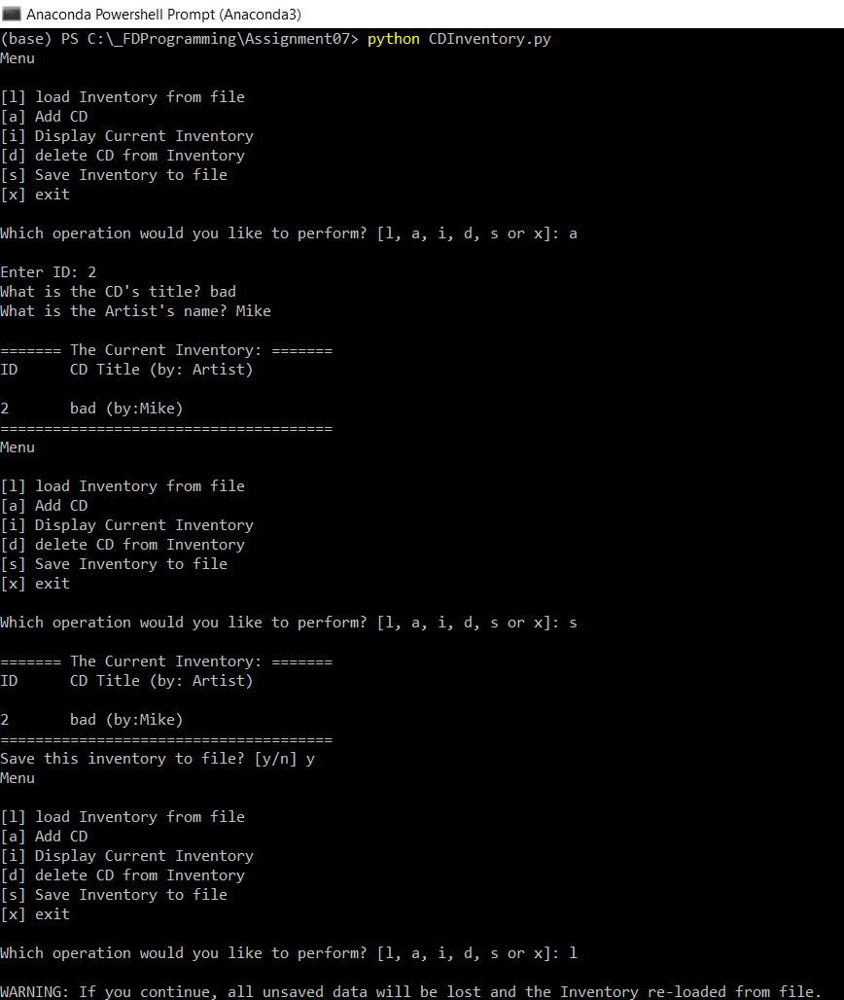 Anaconda Powershell Prompt (Anaconda3)
(base) PS C:\_FDProgramming\Assignment07> python CDInventory.py
Menu
[l] load Inventory from file
[a] Add CD
[i] Display Current Inventory
[d] delete CD from Inventory
[s] Save Inventory to file
[x] exit
Which operation would you like to perform? [l, a, i, d, s or x]: a
Enter ID: 2
What is the CD's title? bad
What is the Artist's name? Mike
======= The Current Inventory: =======
ID      CD Title (by: Artist)
2       bad (by:Mike)
======================================
Menu
[l] load Inventory from file
[a] Add CD
[i] Display Current Inventory
[d] delete CD from Inventory
[s] Save Inventory to file
[x] exit
Which operation would you like to perform? [l, a, i, d, s or x]: s
======= The Current Inventory: =======
ID      CD Title (by: Artist)
2       bad (by:Mike)
======================================
Save this inventory to file? [y/n] y
Menu
[l] load Inventory from file
[a] Add CD
[i] Display Current Inventory
[d] delete CD from Inventory
[s] Save Inventory to file
[x] exit
Which operation would you like to perform? [l, a, i, d, s or x]: l
WARNING: If you continue, all unsaved data will be lost and the Inventory re-loaded from file.